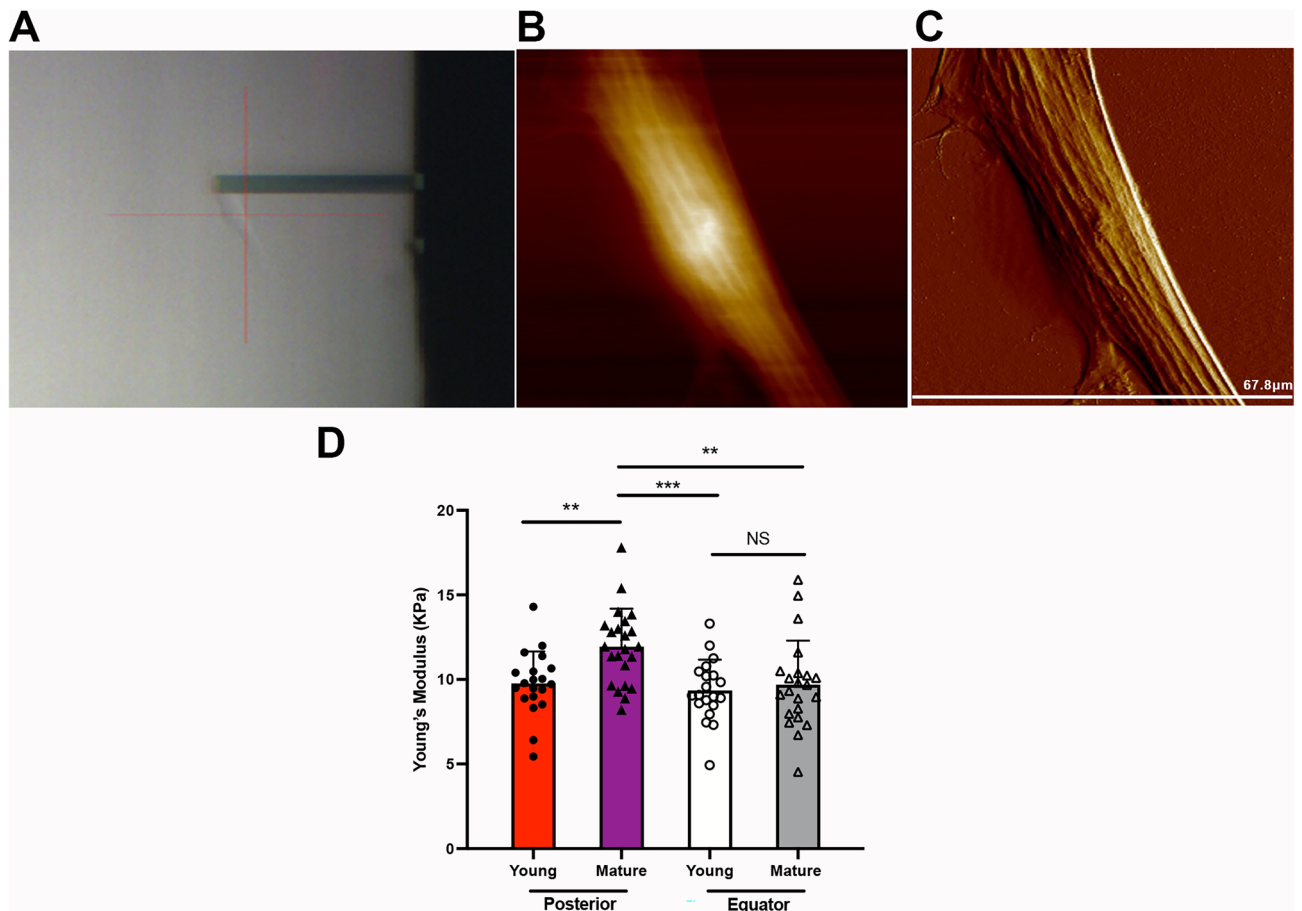 A
B
C
67.8µm
D
**
***
**
NS
20
15
10
5
0
Young's Modulus (KPa)
Young
Mature
Young
Mature
Posterior
Equator